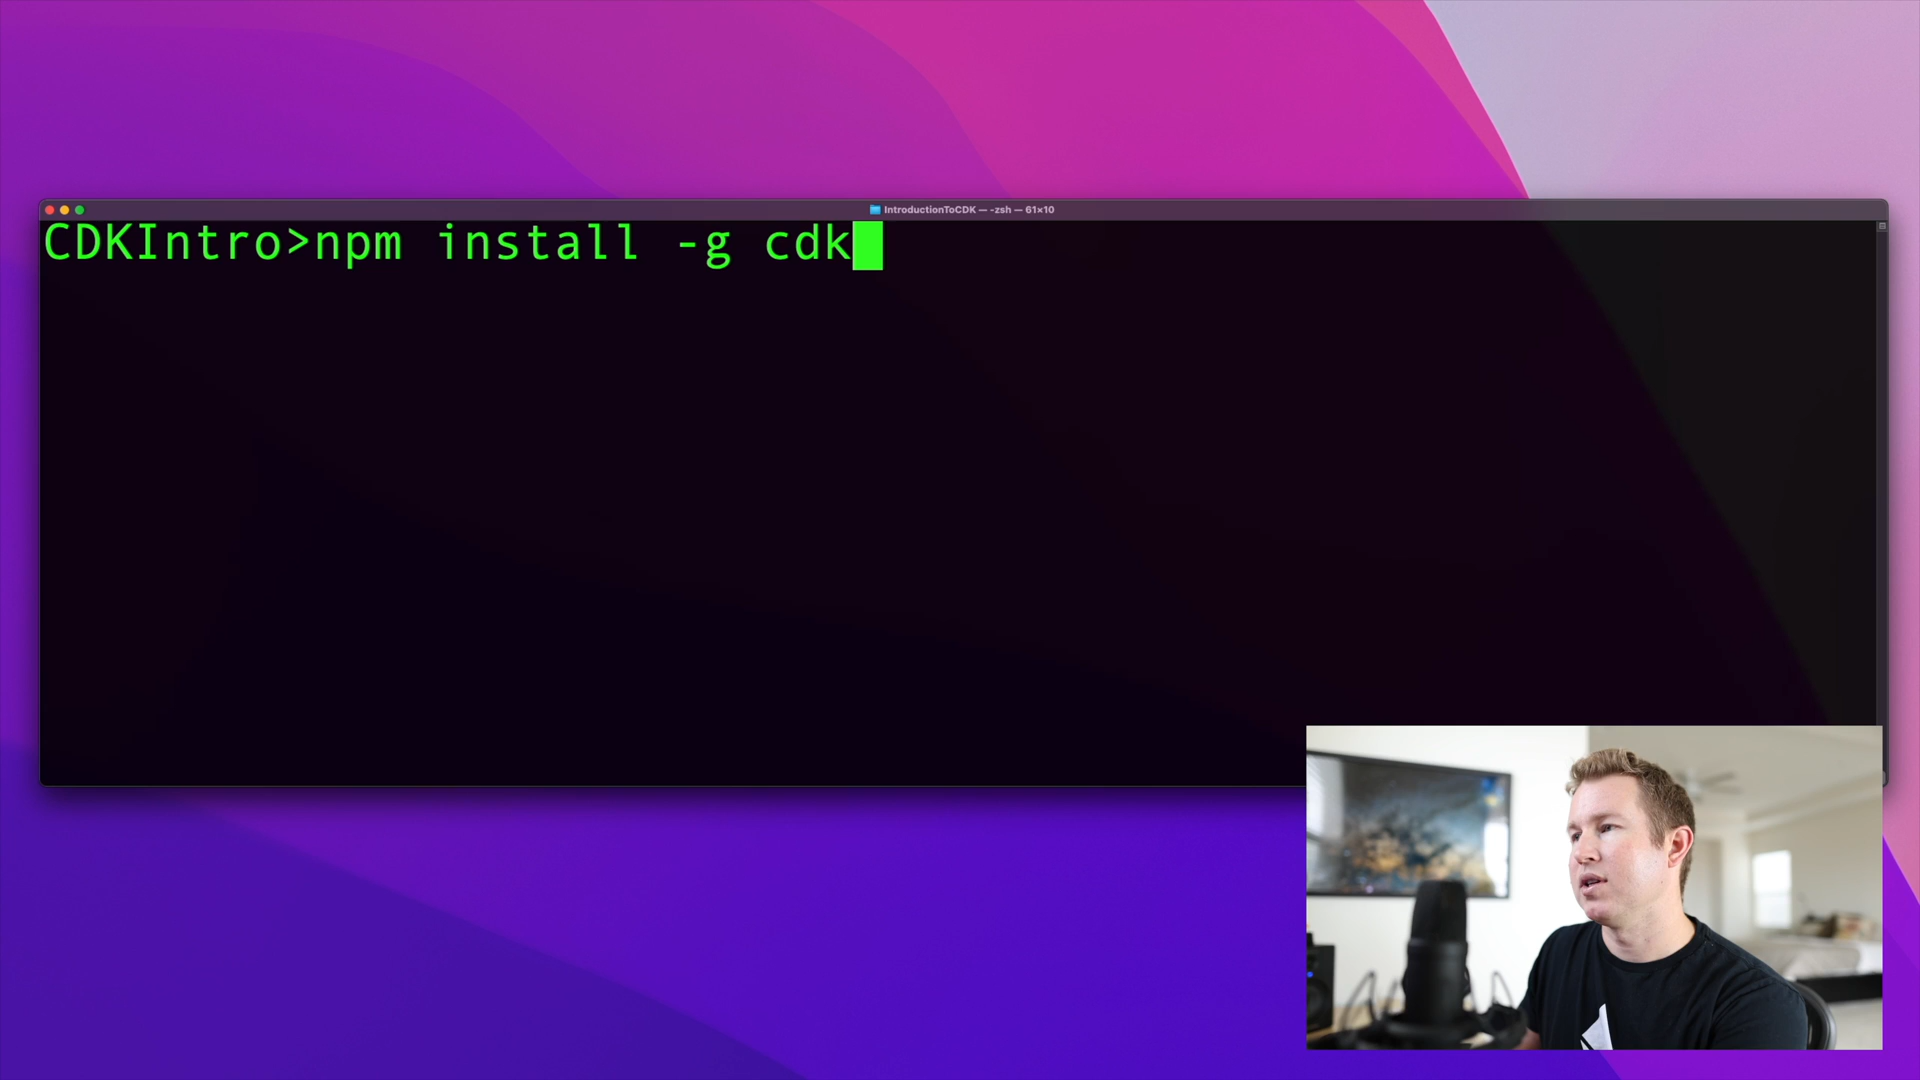 IntroductionToCDK — -zsh — 61×10
CDKIntro>npm install -g cdk